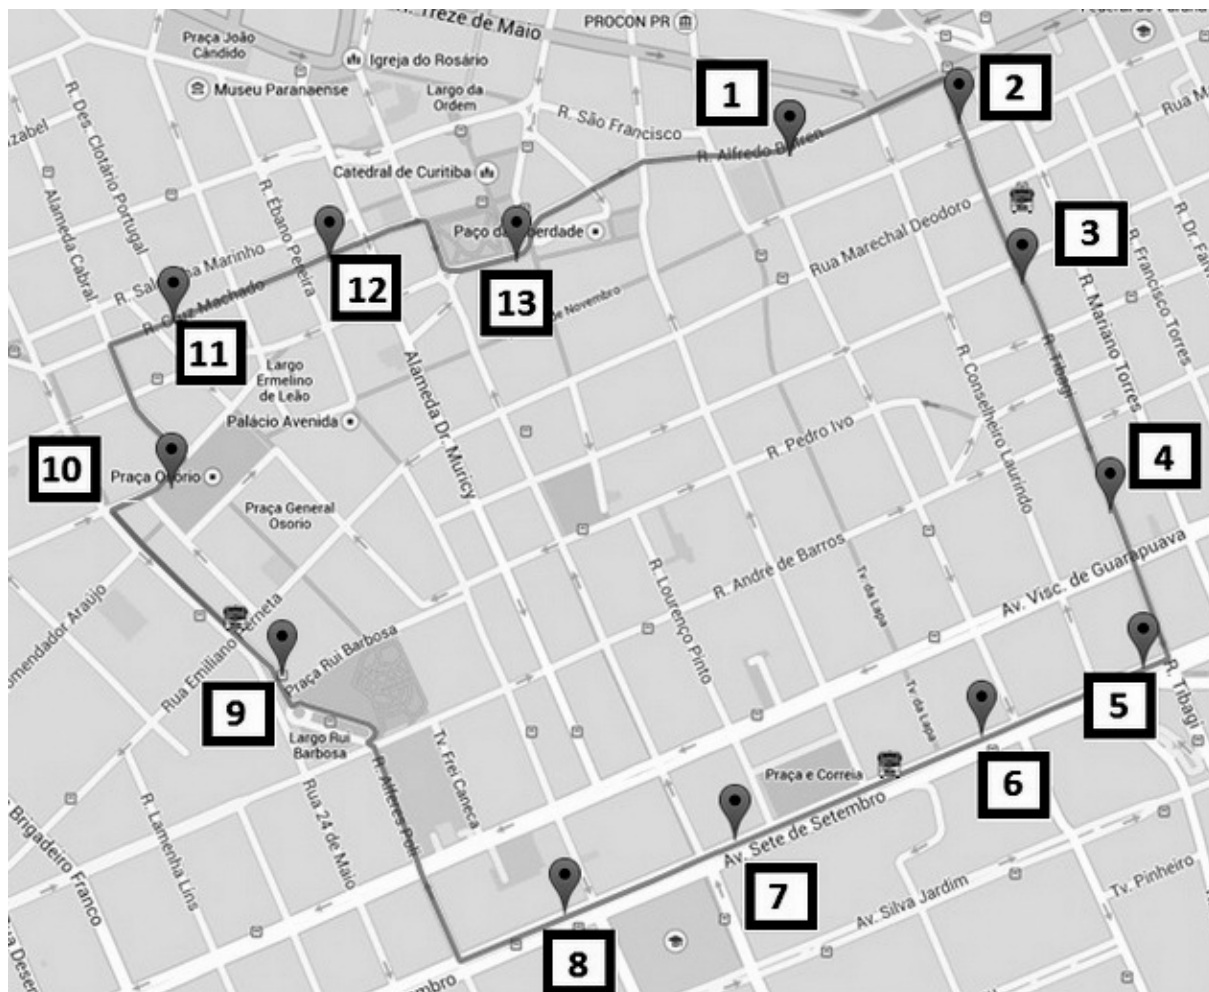 Treze de Maio
PROCON PR
Praça João
Cândido
Igreja do Rosário
Museu Paranaense
Largo da
Ordem
R. São Francisco
1
2
Rua M
R. Des. Clotário Portugal
Alameda Cabral
R. Ébano Pereira
Catedral de Curitiba
R. Alfredo
Paço da Liberdade
Rua Marechal Deodoro
3
R. Francisco Torres
R. Mariano Torres
R. Cruz Machado
12
13
de Novembro
11
Largo
Ermelino
de Leão
Palácio Avenida
Alameda Dr. Muricy
R. Conselheiro Laurindo
R. Tibagi
10
Praça Osorio
Praça General
Osorio
R. Pedro Ivo
4
R. Andre de Barros
Av. Visc. de Guarapuava
R. Lourenço Pinto
Tv. da Lapa
omendador Araújo
Rua Emiliano
Praça Rui Barbosa
9
Largo Rui
Barbosa
Tv. da Lapa
5
R. Tibagi
Tv. Frei Caneca
R. Alferes Poli
Rua 24 de Maio
R. Lamenha Lins
Brigadeiro Franco
Praça e Correia
6
Av. Sete de Setembro
7
Av. Silva Jardim
Tv. Pinheiro
8
mbro